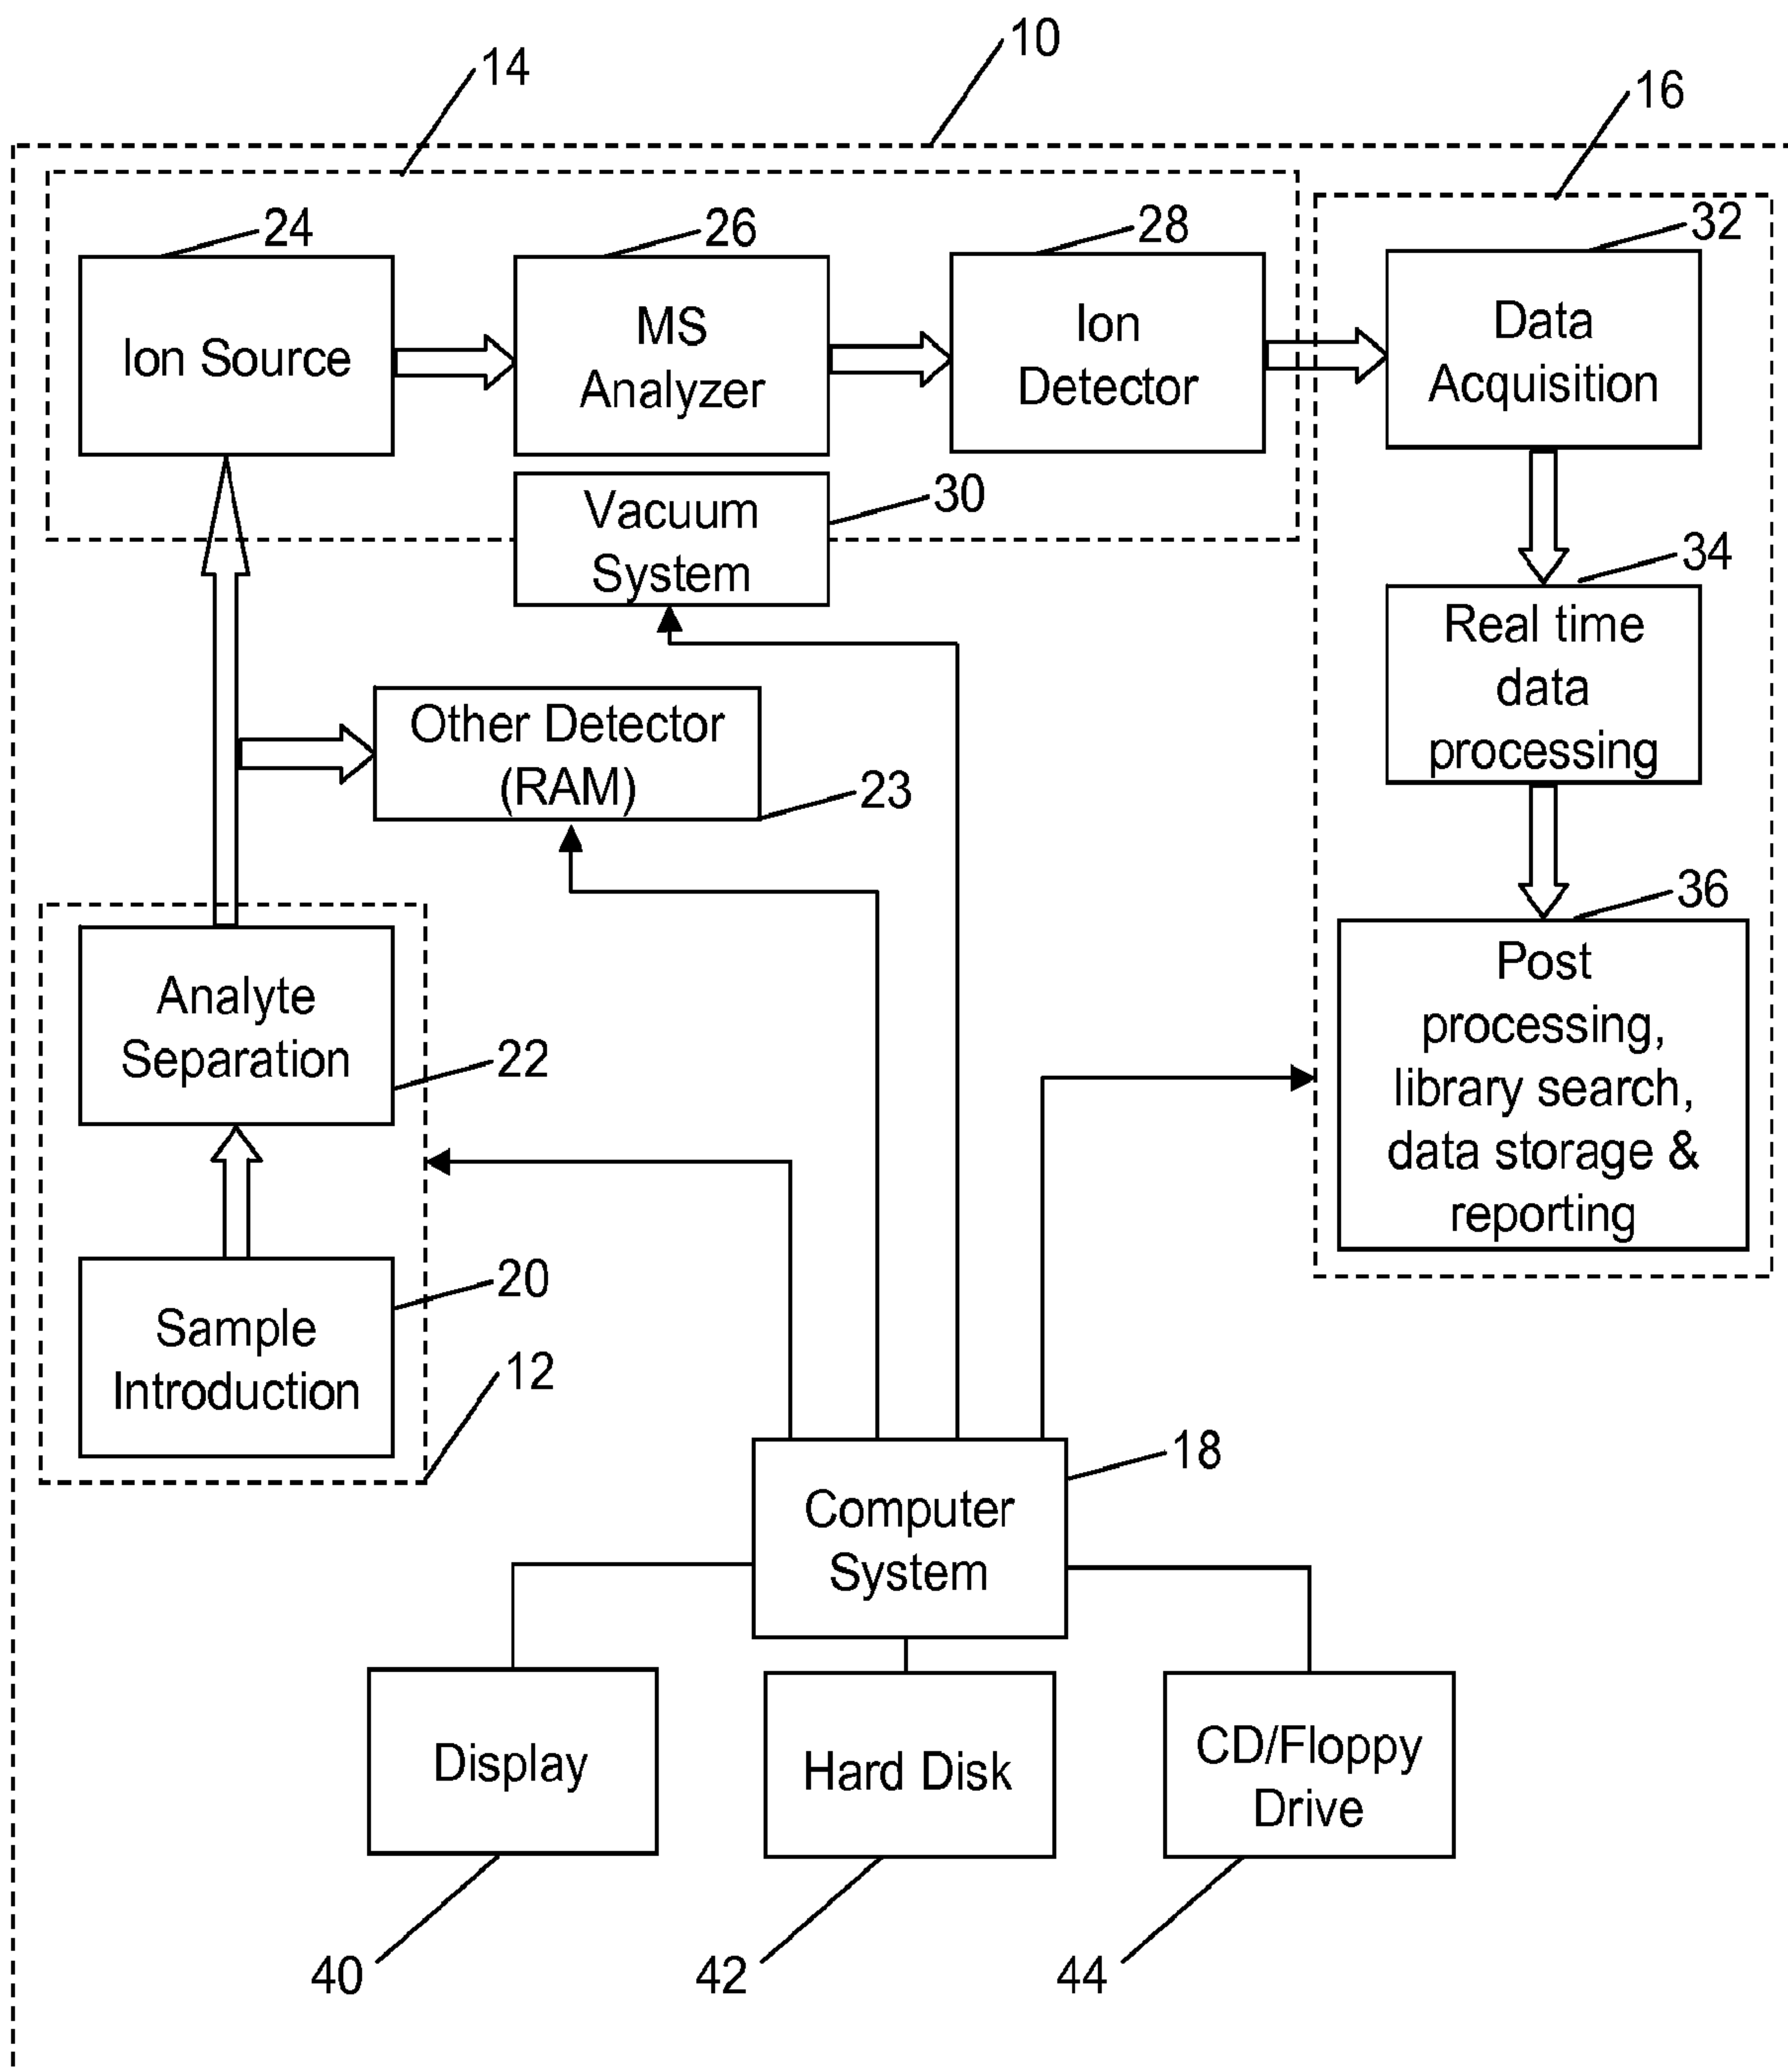 10
14
16
24
26
28
32
Ion Source
MS
Analyzer
Ion
Detector
Data
Acquisition
Vacuum
System
30
34
Real time
data
processing
Other Detector
(RAM)
23
36
Post
processing,
library search,
data storage &
reporting
Analyte
Separation
22
20
Sample
Introduction
12
18
Computer
System
Display
Hard Disk
CD/Floppy
Drive
40
42
44